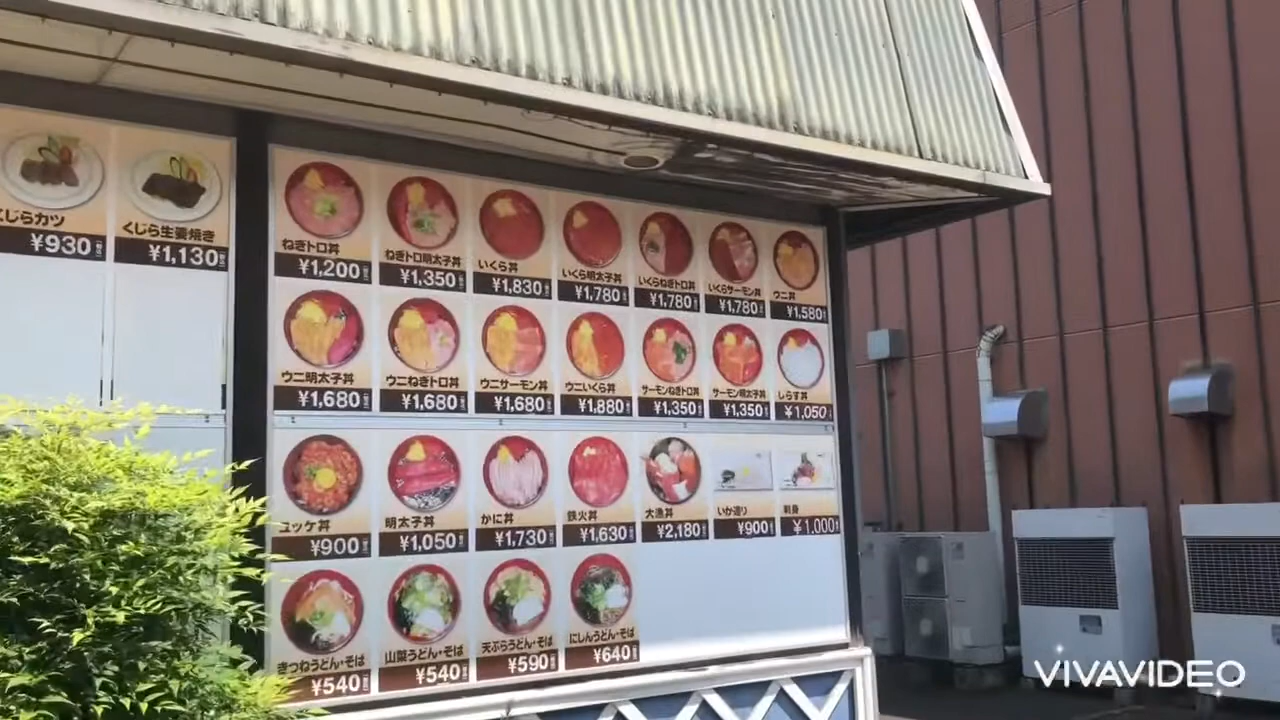 くじらカツ
¥930
くじら生姜焼き
¥1,130
ねぎトロ丼
¥1,200
ねぎトロ明太子丼
¥1,350
いくら丼
¥1,830
いくら明太子丼
¥1,780
いくらねぎトロ丼
¥1,780
いくらサーモン丼
¥1,780
ウニ丼
¥1,580
ウニ明太子丼
¥1,680
ウニねぎトロ丼
¥1,680
ウニサーモン丼
¥1,680
ウニいくら丼
¥1,880
サーモンねぎトロ丼
¥1,350
サーモン明太子丼
¥1,350
しらす丼
¥1,050
ユッケ丼
¥900
明太子丼
¥1,050
かに丼
¥1,730
鉄火丼
¥1,630
大漁丼
¥2,180
いか造り
¥900
刺身
¥1,000
きつねうどん・そば
¥540
山菜うどん・そば
¥540
天ぷらうどん・そば
¥590
にしんうどん・そば
¥640
VIVAVIDEO